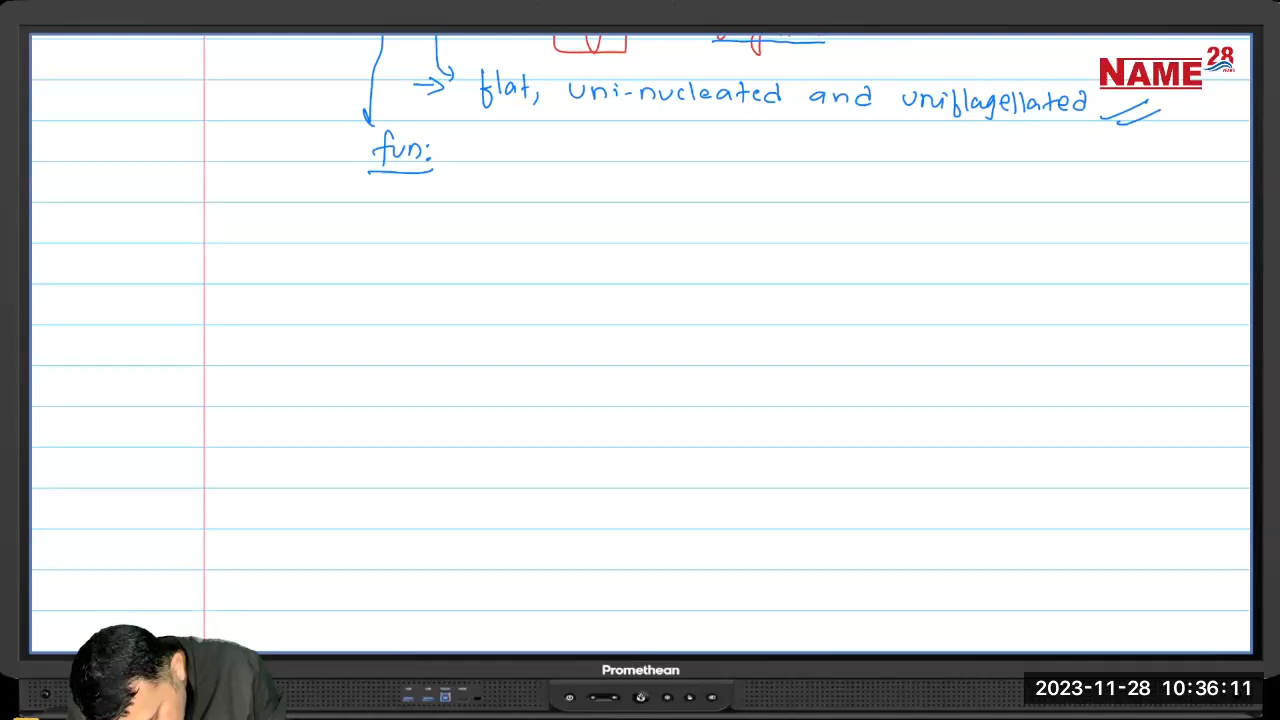 NAME 28
→ flat, uni-nucleated and uniflagellated
fun:
Promethean
2023-11-28 10:36:11